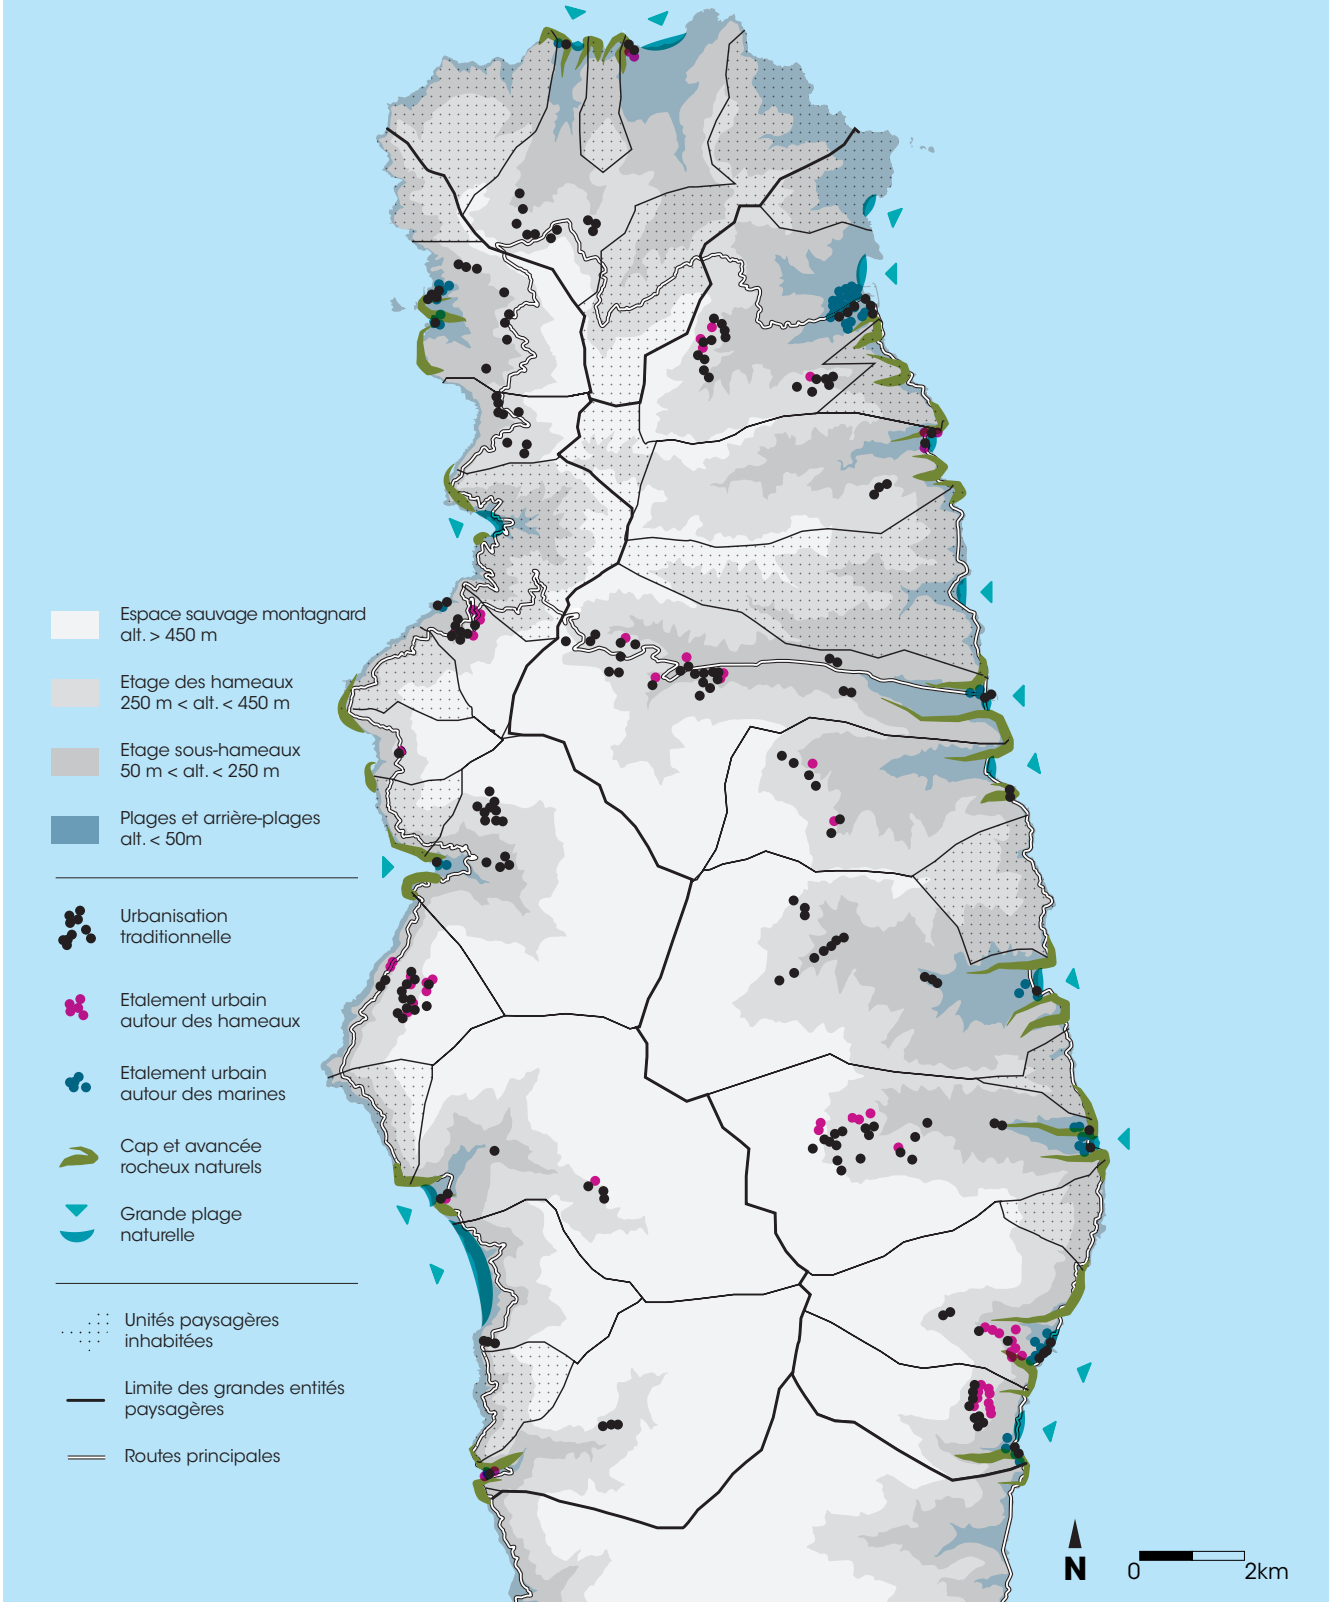 Espace sauvage montagnard
alt. > 450 m
Etage des hameaux
250 m < alt. < 450 m
Etage sous-hameaux
50 m < alt. < 250 m
Plages et arrière-plages
alt. < 50m
Urbanisation
traditionnelle
Etalement urbain
autour des hameaux
Etalement urbain
autour des marines
Cap et avancée
rocheux naturels
Grande plage
naturelle
Unités paysagères
inhabitées
Limite des grandes entités
paysagères
Routes principales
N
0 2km